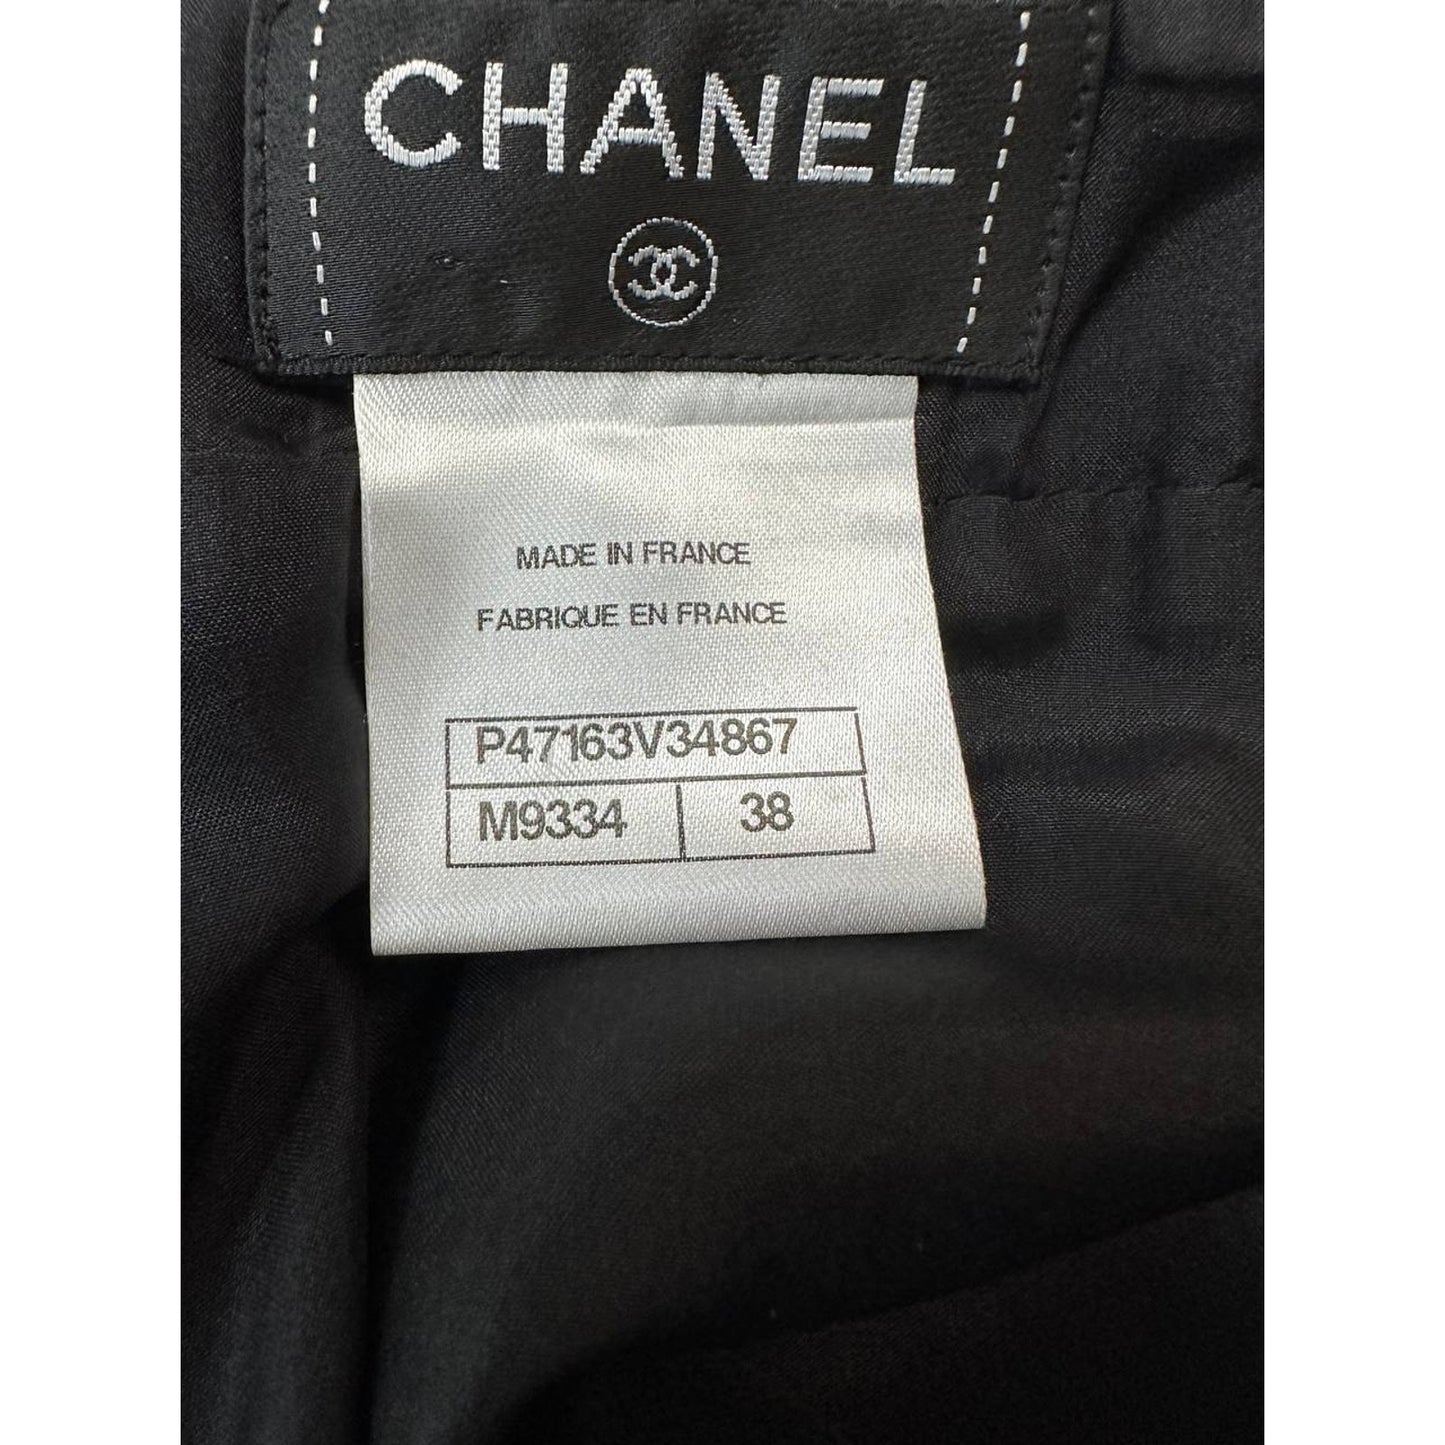 CHANEL
MADE IN FRANCE
FABRIQUE EN FRANCE
P47163V34867
M9334 38